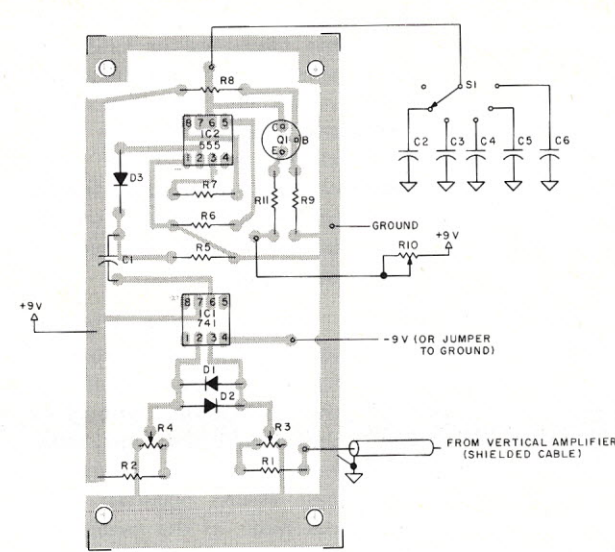 R8
S1
8 7 6 5
IC2
555
1 2 3 4
C
Q1
B
E
C2
C3
C4
C5
C6
D3
R7
R11
R9
R6
GROUND
R5
R10
+9V
C1
+9V
8 7 6 5
IC1
741
1 2 3 4
-9V (OR JUMPER
TO GROUND)
D1
D2
R4
R3
R2
R1
FROM VERTICAL AMPLIFIER
(SHIELDED CABLE)